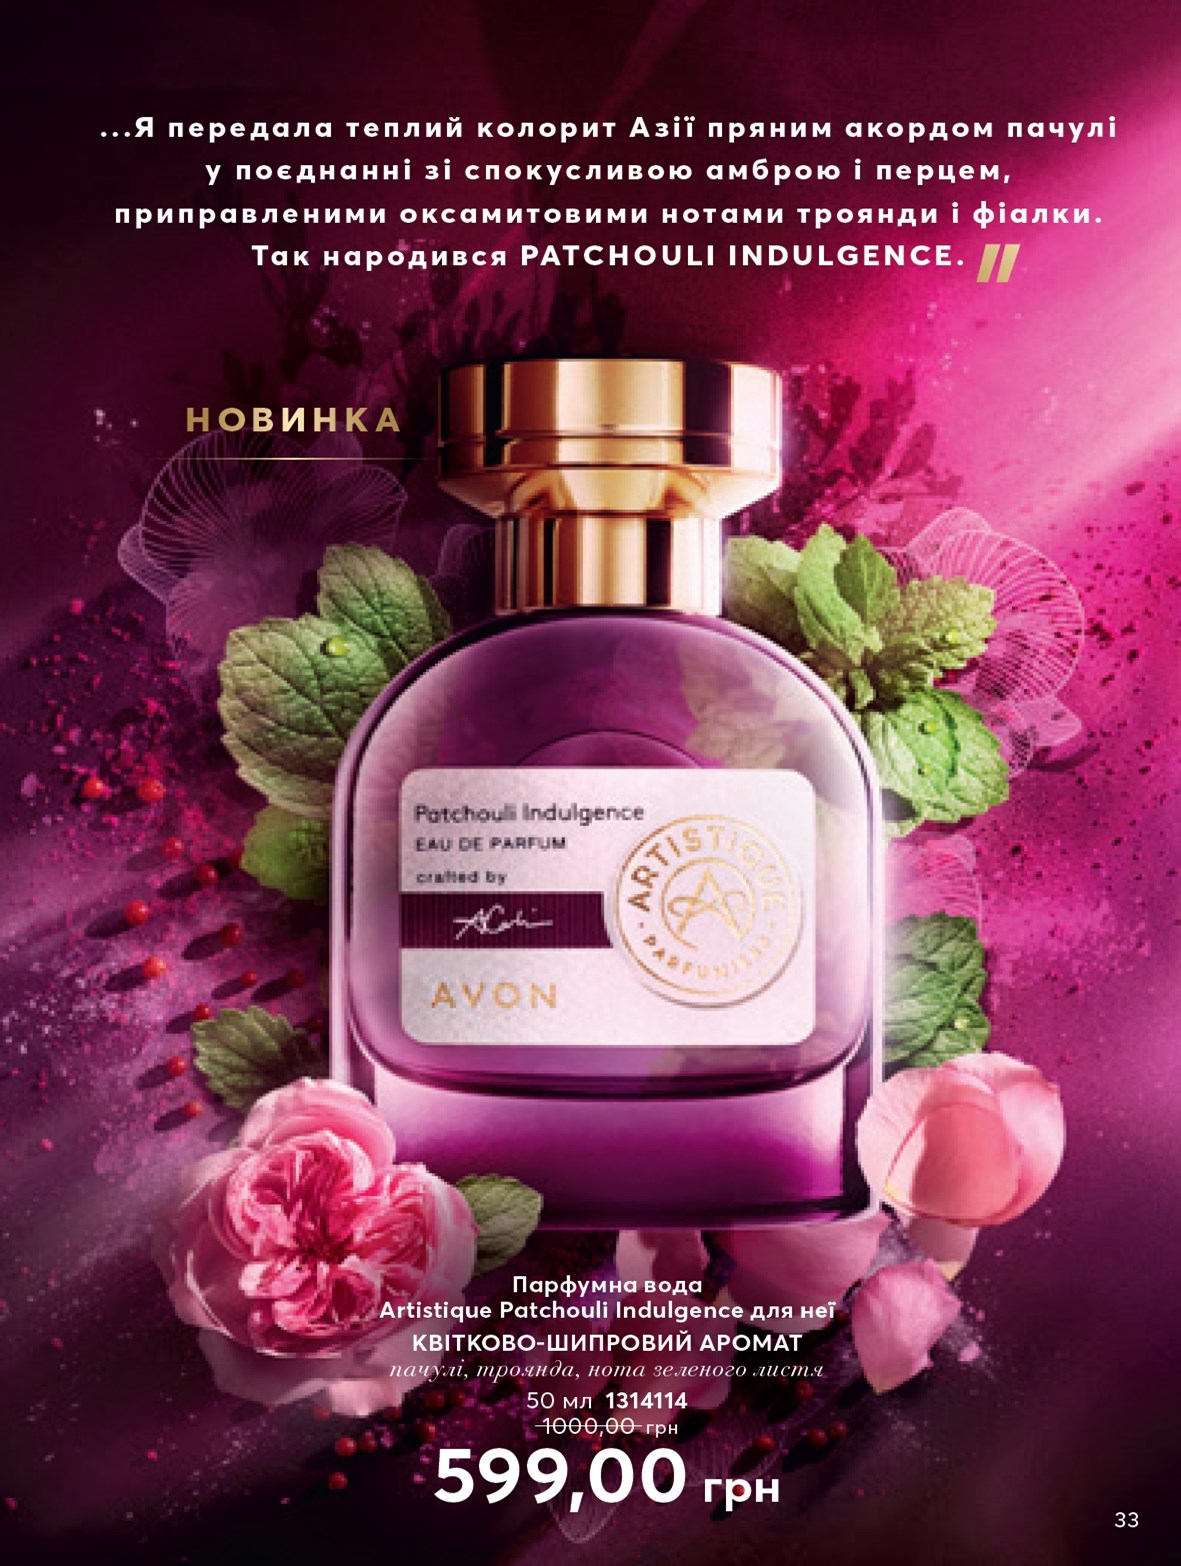 ...Я передала теплий колорит Азії пряним акордом пачулі
у поєднанні зі спокусливою амброю і перцем,
приправленими оксамитовими нотами троянди і фіалки.
Так народився PATCHOULI INDULGENCE.
НОВИНКА
Patchouli Indulgence
EAU DE PARFUM
crafted by
ARTISTIQUE
PARFUMIERS
AVON
Парфумна вода
Artistique Patchouli Indulgence для неї
КВІТКОВО-ШИПРОВИЙ АРОМАТ
пачулі, троянда, нота зеленого листя
50 мл 1314114
1000,00 грн
599,00 грн
33